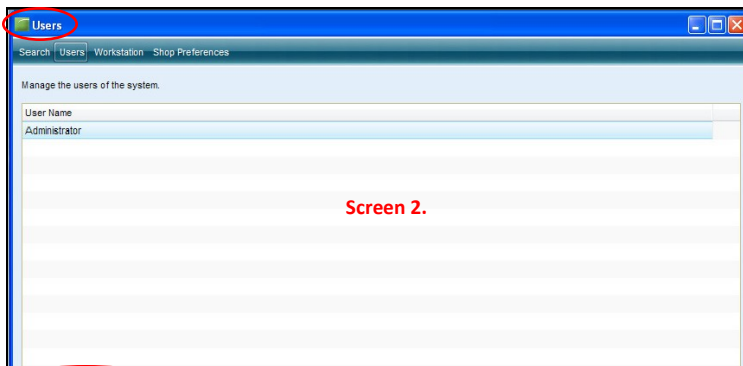 Users
Search Users Workstation Shop Preferences
Manage the users of the system.
User Name
Administrator
Screen 2.